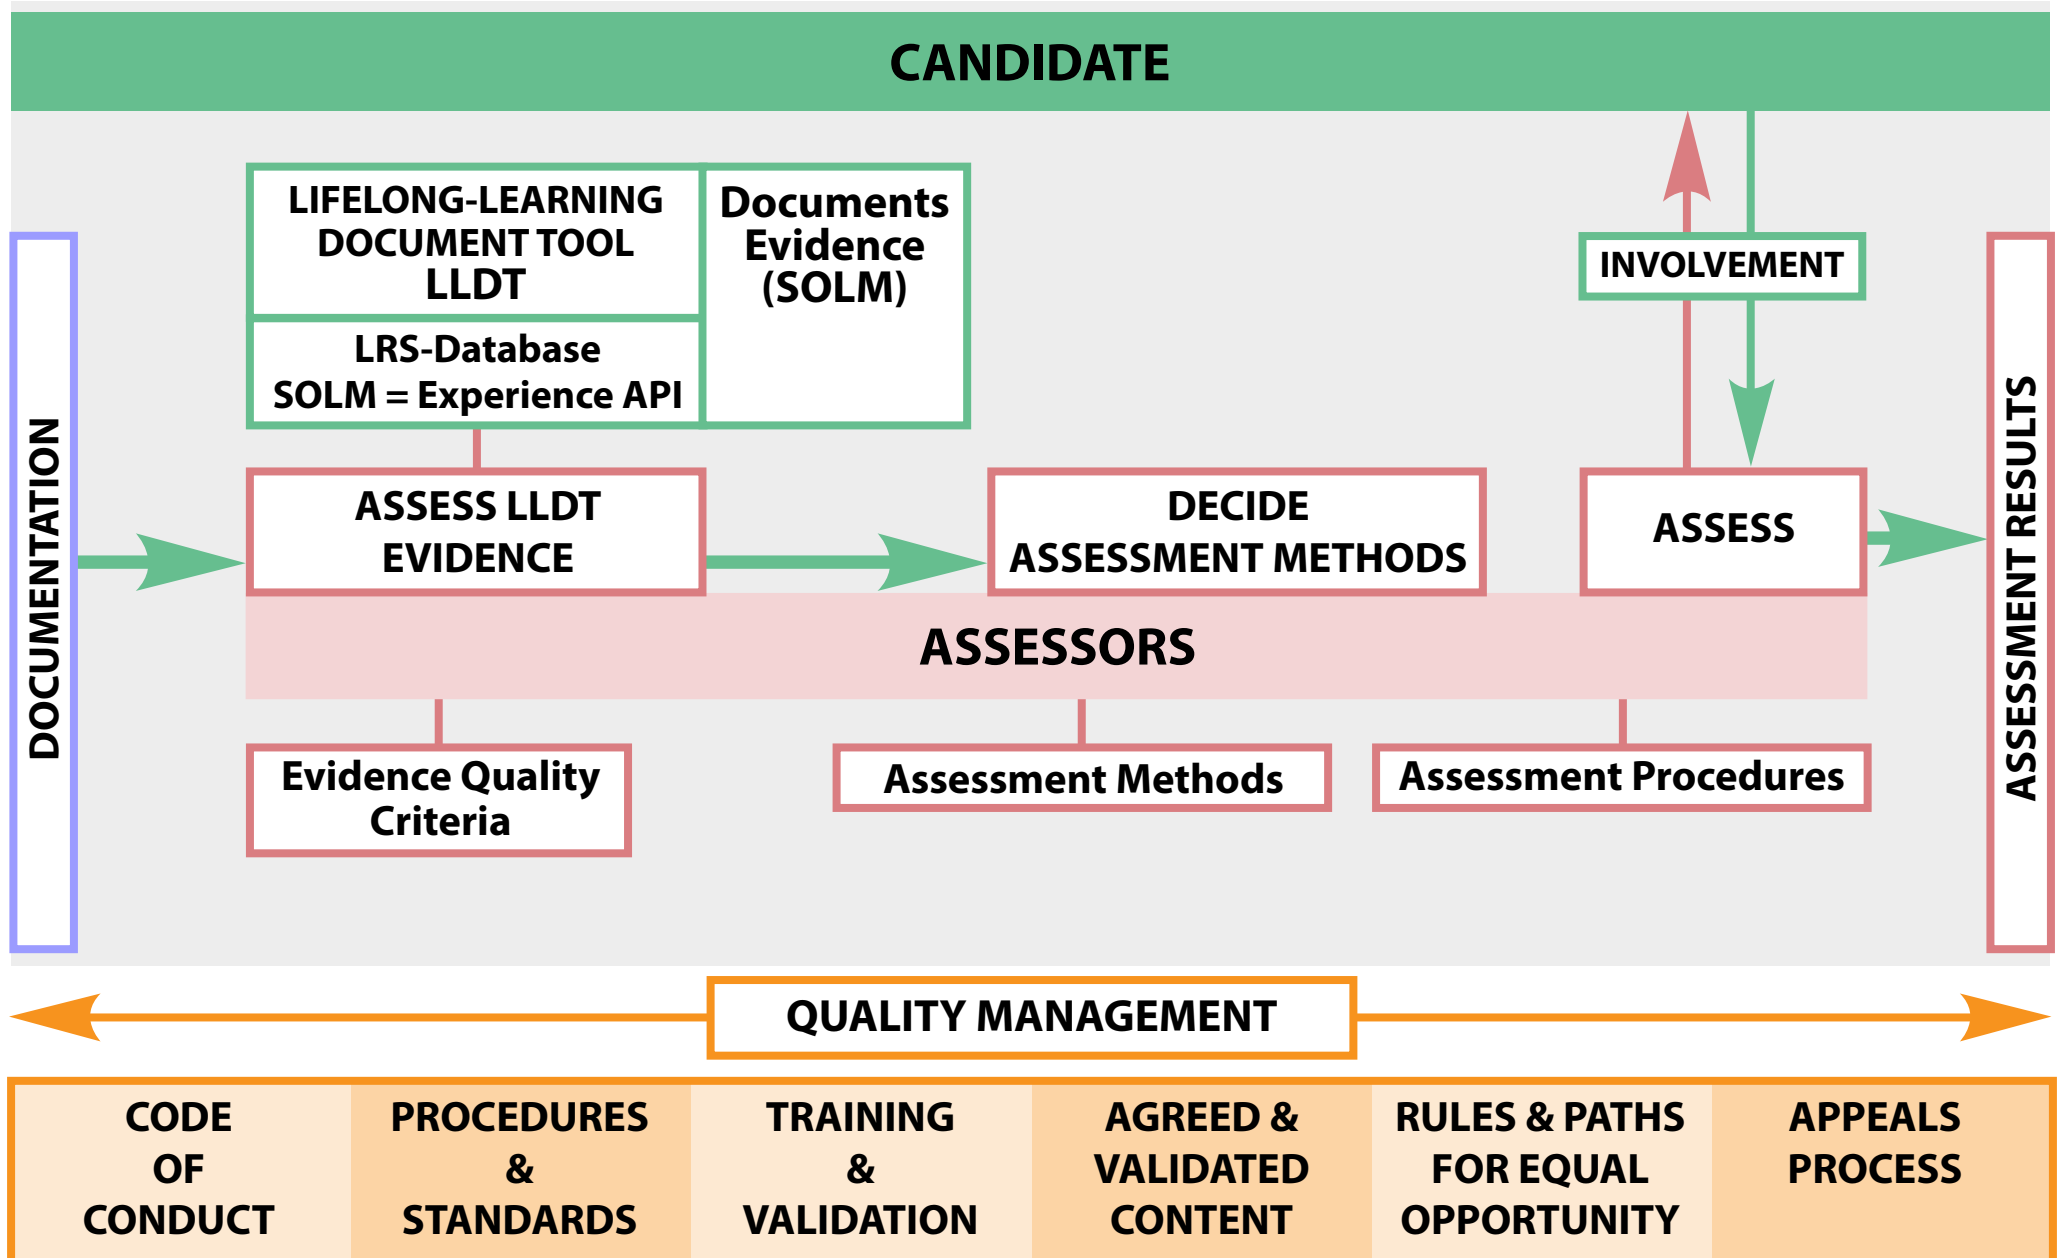 CANDIDATE
LIFELONG-LEARNING
DOCUMENT TOOL
LLDT
Documents
Evidence
(SOLM)
LRS-Database
SOLM = Experience API
INVOLVEMENT
DOCUMENTATION
ASSESS LLDT
EVIDENCE
DECIDE
ASSESSMENT METHODS
ASSESS
ASSESSMENT RESULTS
ASSESSORS
Evidence Quality
Criteria
Assessment Methods
Assessment Procedures
QUALITY MANAGEMENT
CODE
OF
CONDUCT
PROCEDURES
&
STANDARDS
TRAINING
&
VALIDATION
AGREED &
VALIDATED
CONTENT
RULES & PATHS
FOR EQUAL
OPPORTUNITY
APPEALS
PROCESS